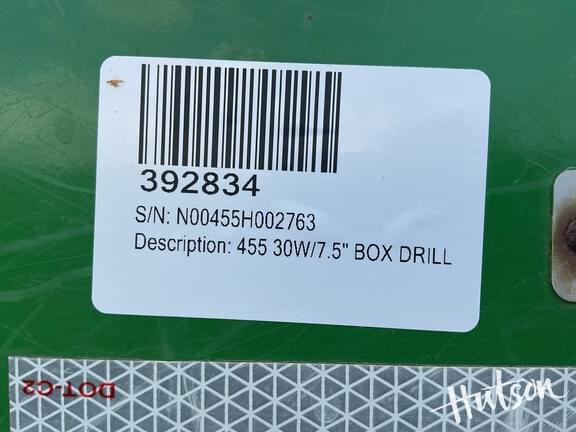 392834
S/N: N00455H002763
Description: 455 30W/7.5" BOX DRILL
DOT-C2
Hutson